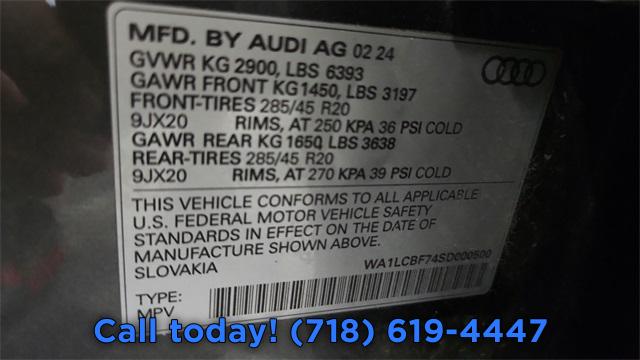 MFD. BY AUDI AG 02 24
GVWR KG 2900, LBS 6393
GAWR FRONT KG1450, LBS 3197
FRONT-TIRES 285/45 R20
9JX20 RIMS, AT 250 KPA 36 PSI COLD
GAWR REAR KG 1650, LBS 3638
REAR-TIRES 285/45 R20
9JX20 RIMS, AT 270 KPA 39 PSI COLD
THIS VEHICLE CONFORMS TO ALL APPLICABLE
U.S. FEDERAL MOTOR VEHICLE SAFETY
STANDARDS IN EFFECT ON THE DATE OF
MANUFACTURE SHOWN ABOVE.
SLOVAKIA
WA1LCBF74SD000500
TYPE:
MPV
Call today! (718) 619-4447